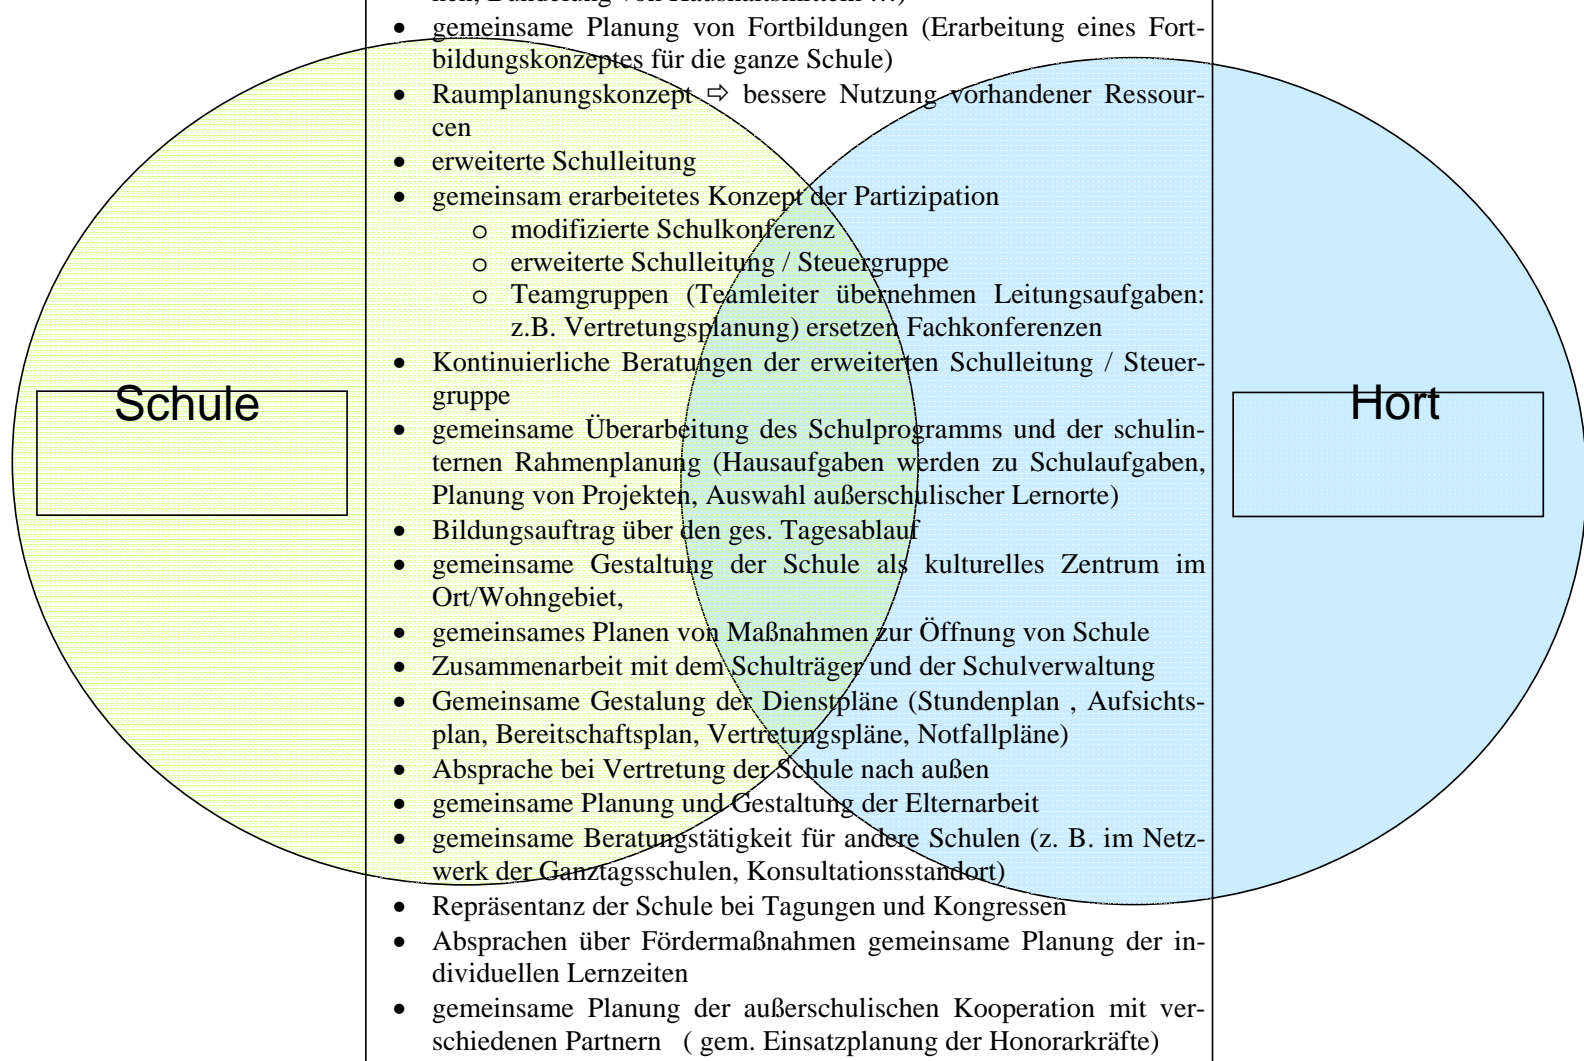 nen, Bündelung von Haushaltsmitteln …)
• gemeinsame Planung von Fortbildungen (Erarbeitung eines Fort-
bildungskonzeptes für die ganze Schule)
• Raumplanungskonzept ⇨ bessere Nutzung vorhandener Ressour-
cen
• erweiterte Schulleitung
• gemeinsam erarbeitetes Konzept der Partizipation
o modifizierte Schulkonferenz
o erweiterte Schulleitung / Steuergruppe
o Teamgruppen (Teamleiter übernehmen Leitungsaufgaben:
z.B. Vertretungsplanung) ersetzen Fachkonferenzen
• Kontinuierliche Beratungen der erweiterten Schulleitung / Steuer-
gruppe
Schule
Hort
• gemeinsame Überarbeitung des Schulprogramms und der schulin-
ternen Rahmenplanung (Hausaufgaben werden zu Schulaufgaben,
Planung von Projekten, Auswahl außerschulischer Lernorte)
• Bildungsauftrag über den ges. Tagesablauf
• gemeinsame Gestaltung der Schule als kulturelles Zentrum im
Ort/Wohngebiet,
• gemeinsames Planen von Maßnahmen zur Öffnung von Schule
• Zusammenarbeit mit dem Schulträger und der Schulverwaltung
• Gemeinsame Gestalung der Dienstpläne (Stundenplan , Aufsichts-
plan, Bereitschaftsplan, Vertretungspläne, Notfallpläne)
• Absprache bei Vertretung der Schule nach außen
• gemeinsame Planung und Gestaltung der Elternarbeit
• gemeinsame Beratungstätigkeit für andere Schulen (z. B. im Netz-
werk der Ganztagsschulen, Konsultationsstandort)
• Repräsentanz der Schule bei Tagungen und Kongressen
• Absprachen über Fördermaßnahmen gemeinsame Planung der in-
dividuellen Lernzeiten
• gemeinsame Planung der außerschulischen Kooperation mit ver-
schiedenen Partnern ( gem. Einsatzplanung der Honorarkräfte)